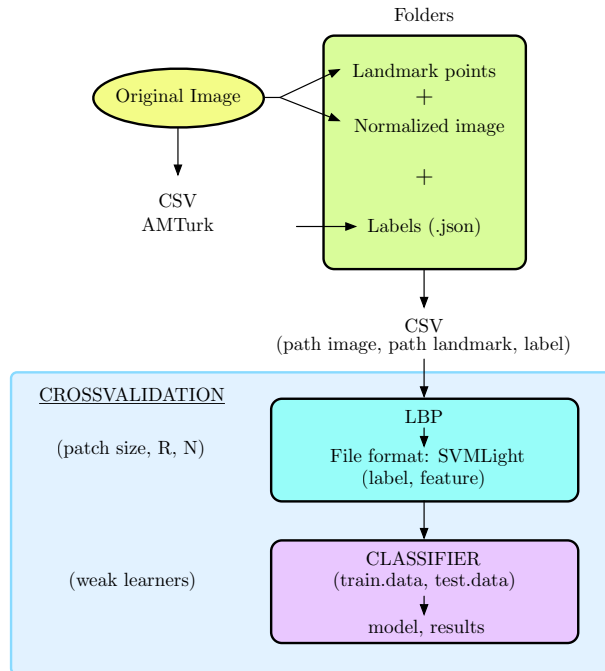 Folders
Original Image
Landmark points
+
Normalized image
+
CSV
AMTurk
Labels (.json)
CSV
(path image, path landmark, label)
CROSSVALIDATION
(patch size, R, N)
LBP
File format: SVMLight
(label, feature)
(weak learners)
CLASSIFIER
(train.data, test.data)
model, results